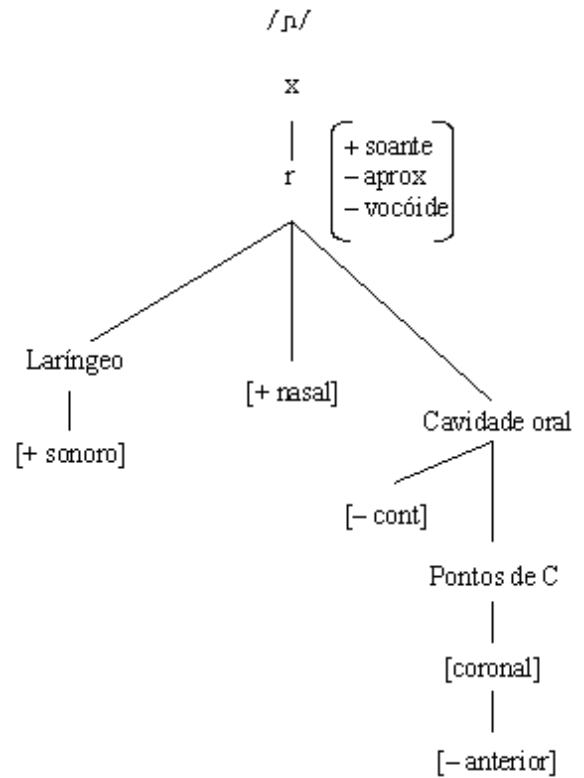 /ɲ/
x
r
+ soante
– aprox
– vocóide
Laríngeo
[+ nasal]
Cavidade oral
[+ sonoro]
[– cont]
Pontos de C
[coronal]
[– anterior]